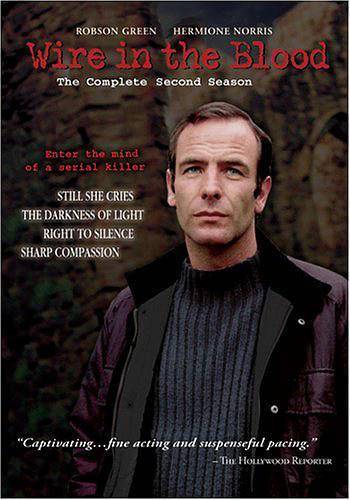 ROBSON GREEN HERMIONE NORRIS
Wire in the Blood
The Complete Second Season
Enter the mind
of a serial killer
STILL SHE CRIES
THE DARKNESS OF LIGHT
RIGHT TO SILENCE
SHARP COMPASSION
“Captivating…fine acting and suspenseful pacing.”
– THE HOLLYWOOD REPORTER